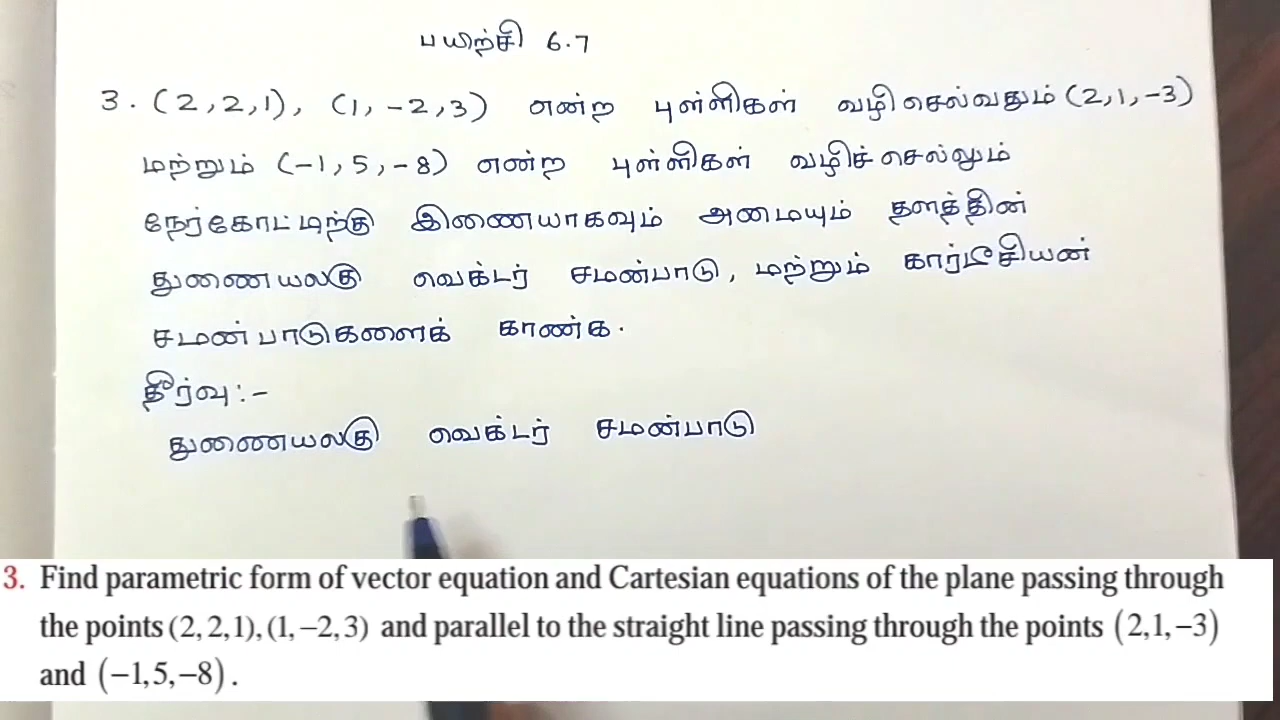 பயிற்சி 6.7
3. (2,2,1), (1,-2,3) என்ற புள்ளிகள் வழிசெல்வதும் (2,1,-3)
மற்றும் (-1,5,-8) என்ற புள்ளிகள் வழிச் செல்லும்
நேர்கோட்டிற்கு இணையாகவும் அமையும் தளத்தின்
துணையலகு வெக்டர் சமன்பாடு, மற்றும் கார்டீசியன்
சமன்பாடுகளைக் காண்க.
தீர்வு:-
துணையலகு வெக்டர் சமன்பாடு
3. Find parametric form of vector equation and Cartesian equations of the plane passing through
the points (2, 2, 1), (1, −2, 3) and parallel to the straight line passing through the points (2, 1, −3)
and (−1, 5, −8).